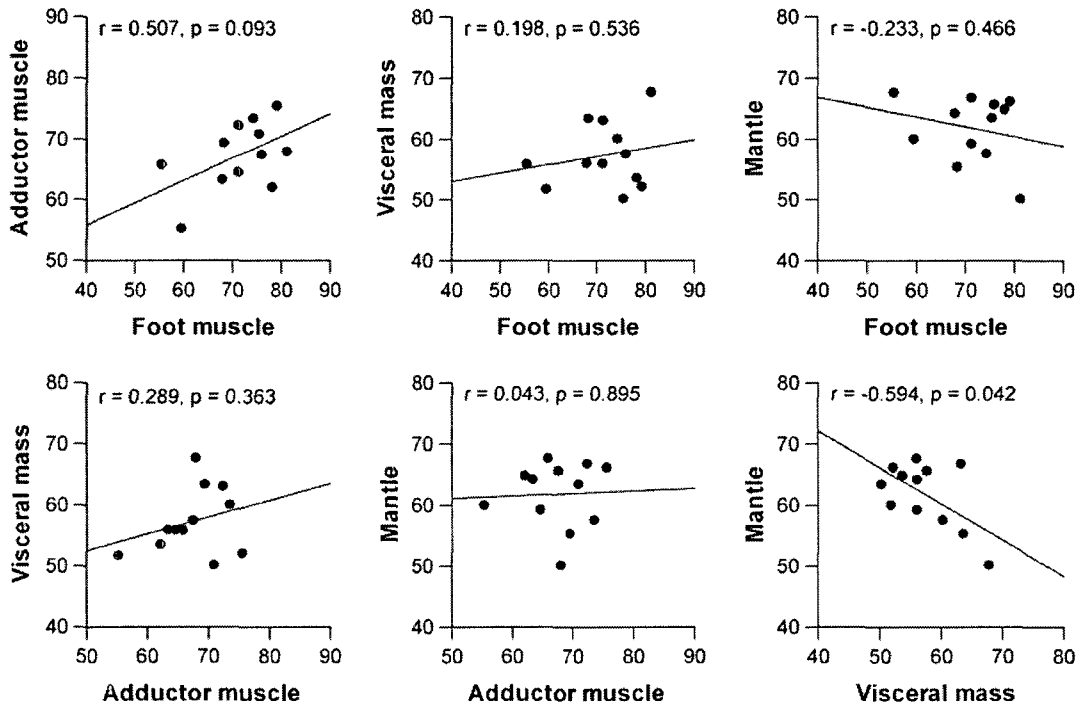 90
80
70
60
50
r = 0.507, p = 0.093
Adductor muscle
40 50 60 70 80 90
Foot muscle
80
70
60
50
40
r = 0.198, p = 0.536
Visceral mass
40 50 60 70 80 90
Foot muscle
80
70
60
50
40
r = -0.233, p = 0.466
Mantle
40 50 60 70 80 90
Foot muscle
80
70
60
50
40
r = 0.289, p = 0.363
Visceral mass
50 60 70 80 90
Adductor muscle
80
70
60
50
40
r = 0.043, p = 0.895
Mantle
50 60 70 80 90
Adductor muscle
80
70
60
50
40
r = -0.594, p = 0.042
Mantle
40 50 60 70 80
Visceral mass